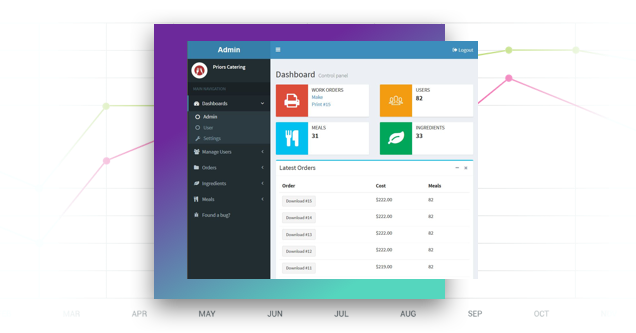 Admin
Logout
Priors Catering
MAIN NAVIGATION
Dashboards
Admin
User
Settings
Manage Users
Orders
Ingredients
Meals
Found a bug?
Dashboard Control panel
WORK ORDERS
Make
Print #15
USERS
82
MEALS
31
INGREDIENTS
33
Latest Orders
Order Cost Meals
Download #15 $222.00 82
Download #14 $222.00 82
Download #13 $222.00 82
Download #12 $222.00 82
Download #11 $219.00 82
MAR APR MAY JUN JUL AUG SEP OCT